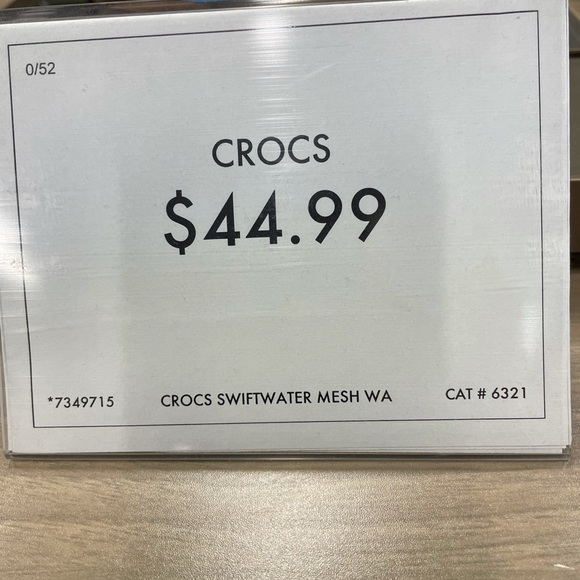 0/52
CROCS
$44.99
*7349715 CROCS SWIFTWATER MESH WA CAT # 6321